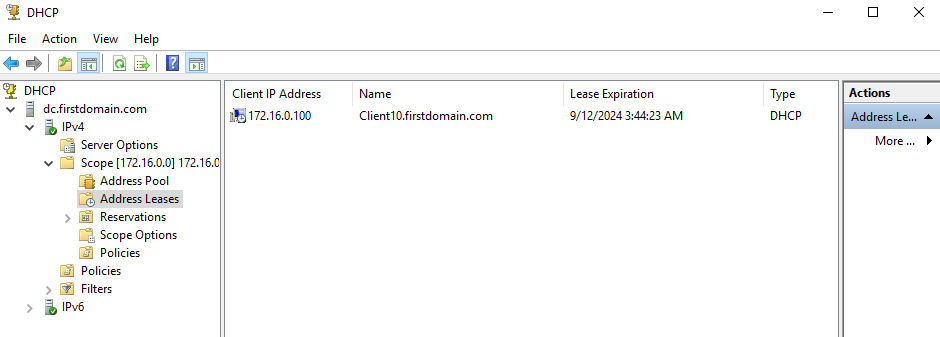 DHCP
File Action View Help
DHCP
dc.firstdomain.com
IPv4
Server Options
Scope [172.16.0.0] 172.16.0
Address Pool
Address Leases
Reservations
Scope Options
Policies
Policies
Filters
IPv6
Client IP Address Name Lease Expiration Type
172.16.0.100 Client10.firstdomain.com 9/12/2024 3:44:23 AM DHCP
Actions
Address Le...
More ...